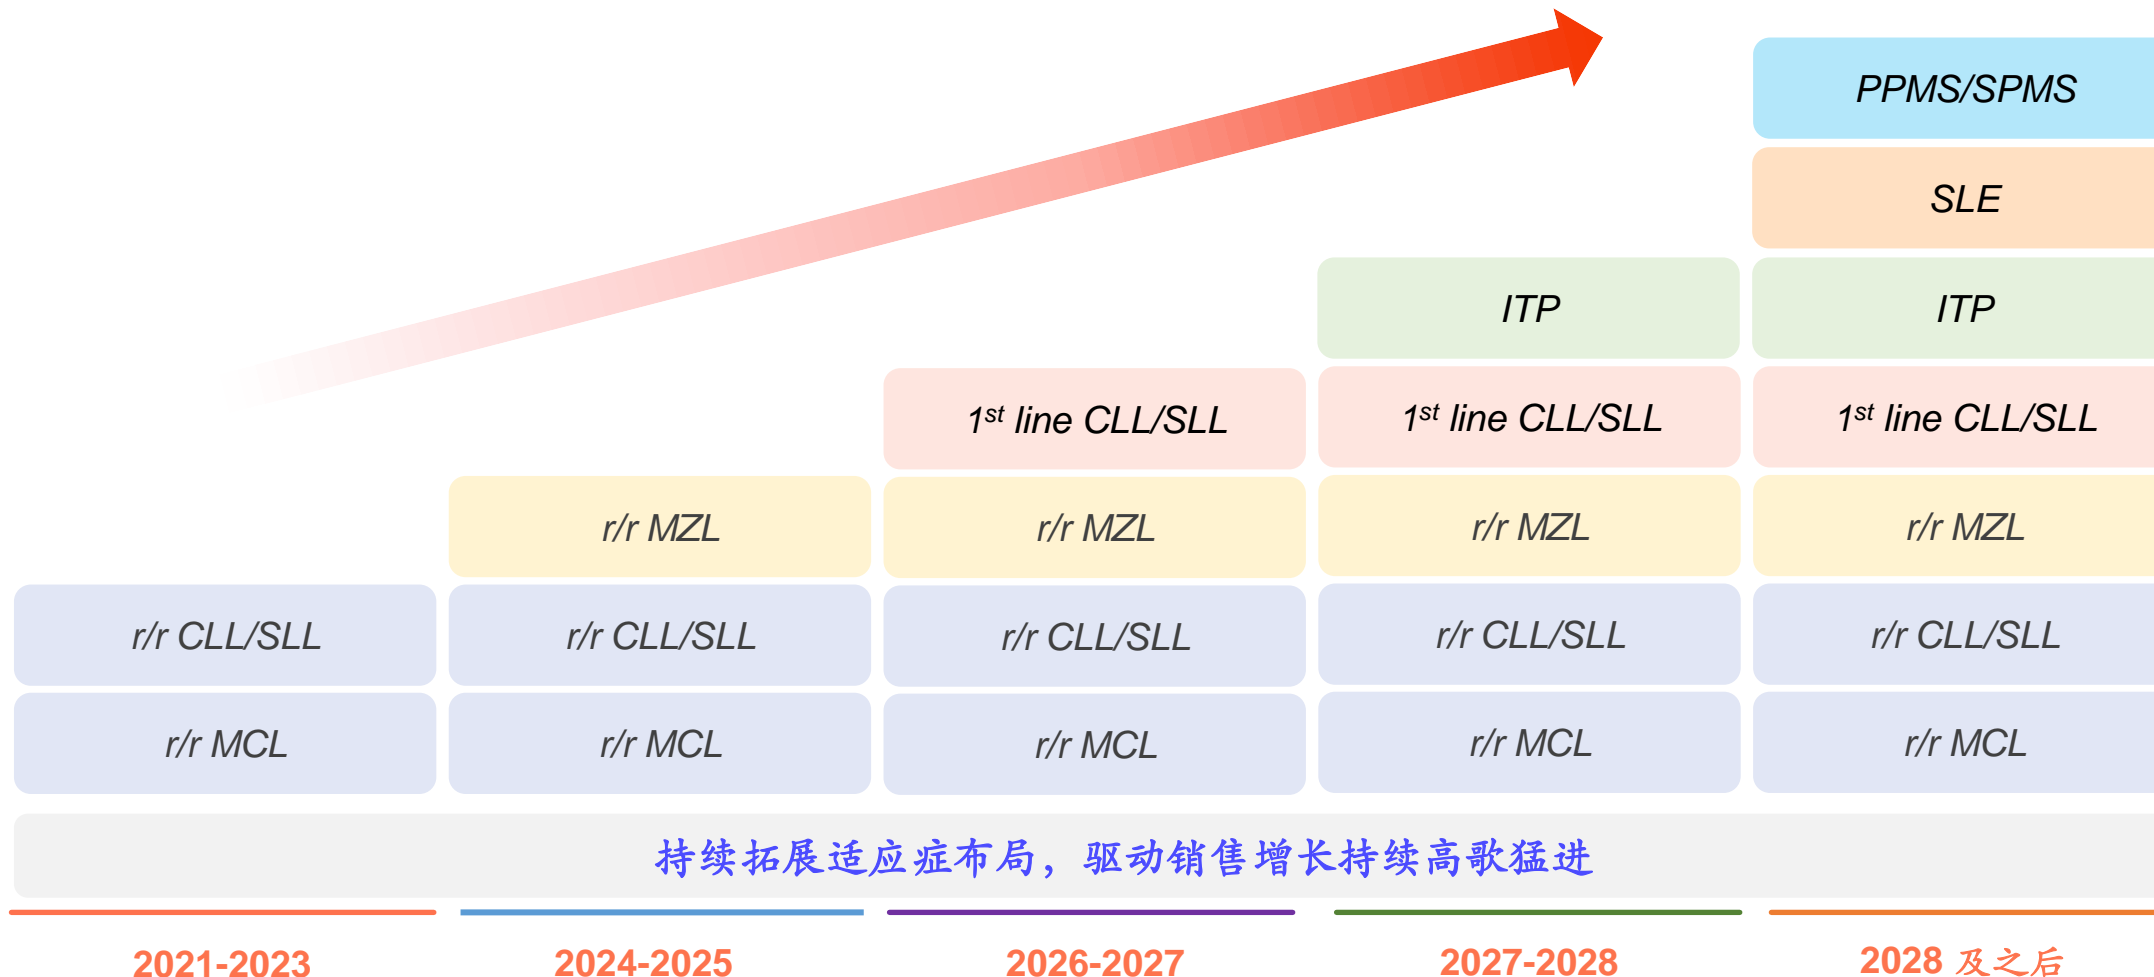 PPMS/SPMS
SLE
ITP ITP
1st line CLL/SLL 1st line CLL/SLL 1st line CLL/SLL
r/r MZL r/r MZL r/r MZL r/r MZL
r/r CLL/SLL r/r CLL/SLL r/r CLL/SLL r/r CLL/SLL r/r CLL/SLL
r/r MCL r/r MCL r/r MCL r/r MCL r/r MCL
持续拓展适应症布局，驱动销售增长持续高歌猛进
2021-2023 2024-2025 2026-2027 2027-2028 2028 及之后